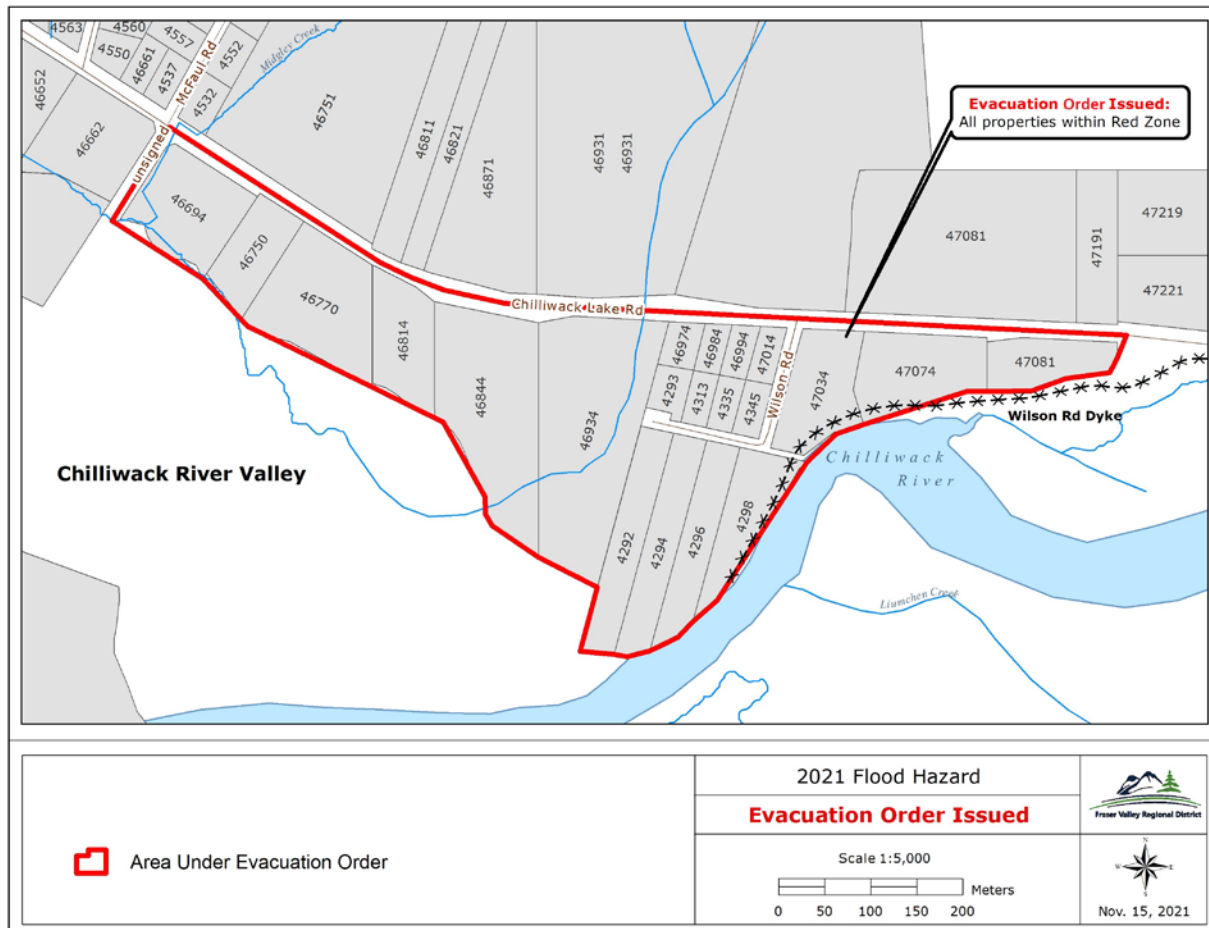 4563
4560
4557
4552
4550
46661
4537
4532
McFaul Rd
Midgley Creek
46652
46662
unsigned
46751
46811
46821
46871
46931
46931
Evacuation Order Issued:
All properties within Red Zone
47081
47191
47219
47221
46694
46750
46770
46814
46844
46934
Chilliwack Lake Rd
46974
46984
46994
47014
4293
4313
4335
4345
Wilson Rd
47034
47074
47081
Wilson Rd Dyke
Chilliwack
River
Chilliwack River Valley
4292
4294
4296
4298
Liumchen Creek
Area Under Evacuation Order
2021 Flood Hazard
Evacuation Order Issued
Scale 1:5,000
Meters
0 50 100 150 200
Fraser Valley Regional District
N
W E
S
Nov. 15, 2021